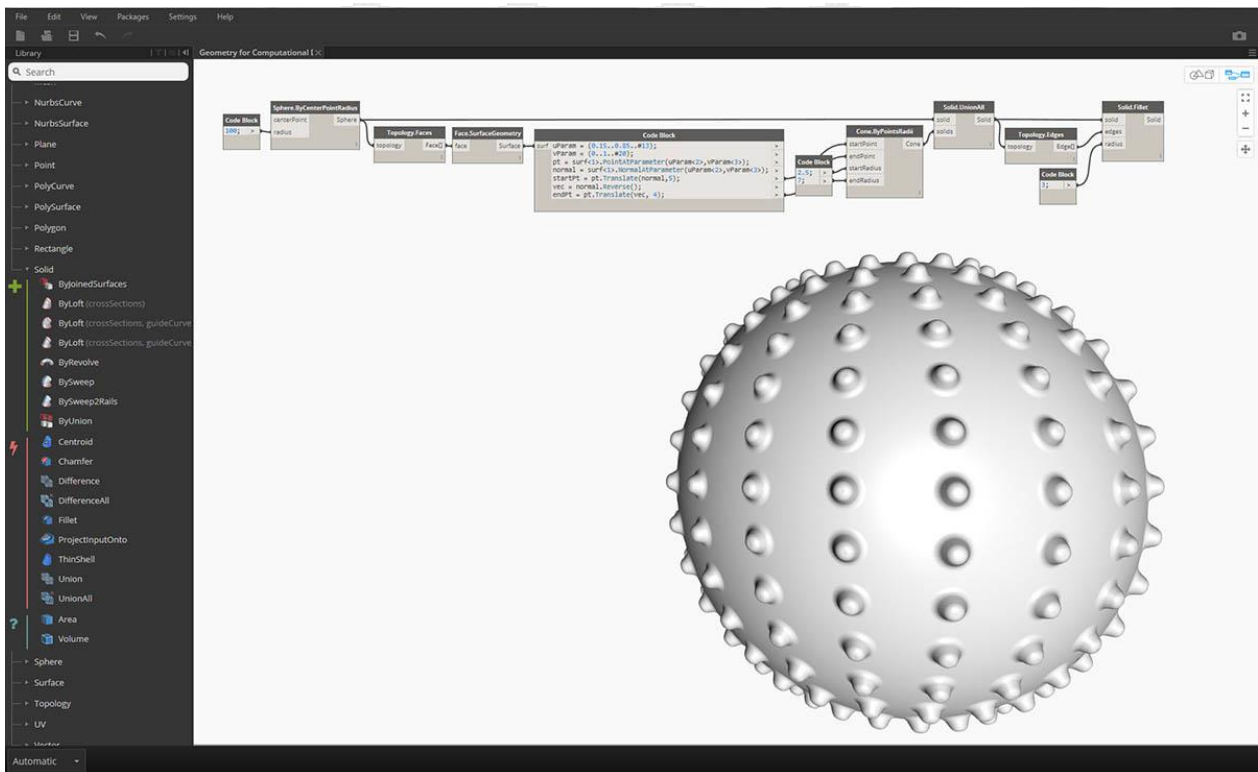 File Edit View Packages Settings Help
Library
Geometry for Computational
Search
NurbsCurve
NurbsSurface
Plane
Point
PolyCurve
PolySurface
Polygon
Rectangle
Solid
ByJoinedSurfaces
ByLoft (crossSections)
ByLoft (crossSections, guideCurve
ByLoft (crossSections, guideCurve
ByRevolve
BySweep
BySweep2Rails
ByUnion
Centroid
Chamfer
Difference
DifferenceAll
Fillet
ProjectInputOnto
ThinShell
Union
UnionAll
Area
Volume
Sphere
Surface
Topology
UV
Vector
Automatic
Code Block
100; >
Sphere.ByCenterPointRadius
centerPoint Sphere
radius
Topology.Faces
topology Face[]
Face.SurfaceGeometry
face Surface
Code Block
surf uParam = (0.15..0.85..#13);
vParam = (0..1..#20);
pt = surf<1>.PointAtParameter(uParam<2>,vParam<3>);
normal = surf<1>.NormalAtParameter(uParam<2>,vParam<3>);
startPt = pt.Translate(normal,5);
vec = normal.Reverse();
endPt = pt.Translate(vec, 4);
Code Block
2.5; >
7; >
Cone.ByPointsRadii
startPoint Cone
endPoint
startRadius
endRadius
Solid.UnionAll
solid Solid
solids
Topology.Edges
topology Edge[]
Code Block
3; >
Solid.Fillet
solid Solid
edges
radius